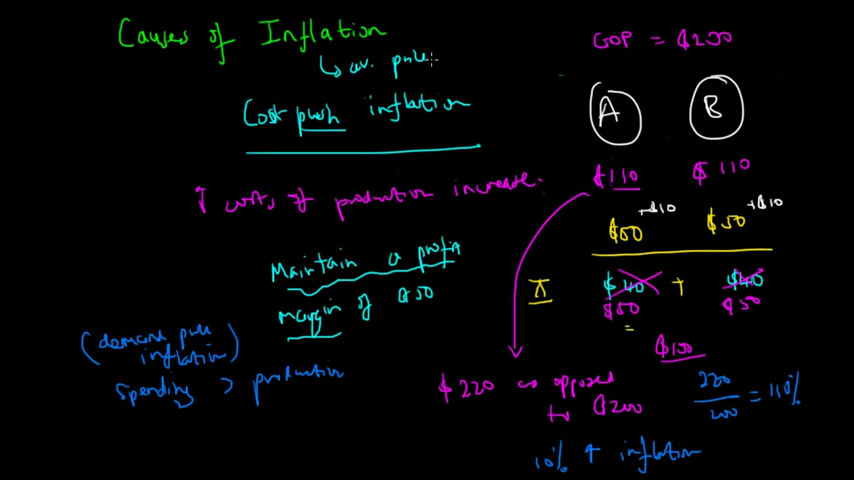 Causes of Inflation
↳ av. price
Cost push inflation
↑ costs of production increase.
Maintain a profit
margin of $50
(demand pull
inflation)
spending > production
GDP = $200
A B
$110 $110
$50 +$10 $50 +$10
π $40 + $40
$50 $50
=
$100
$220 as opposed
to $200
220/200 = 110%
10% ↑ inflation